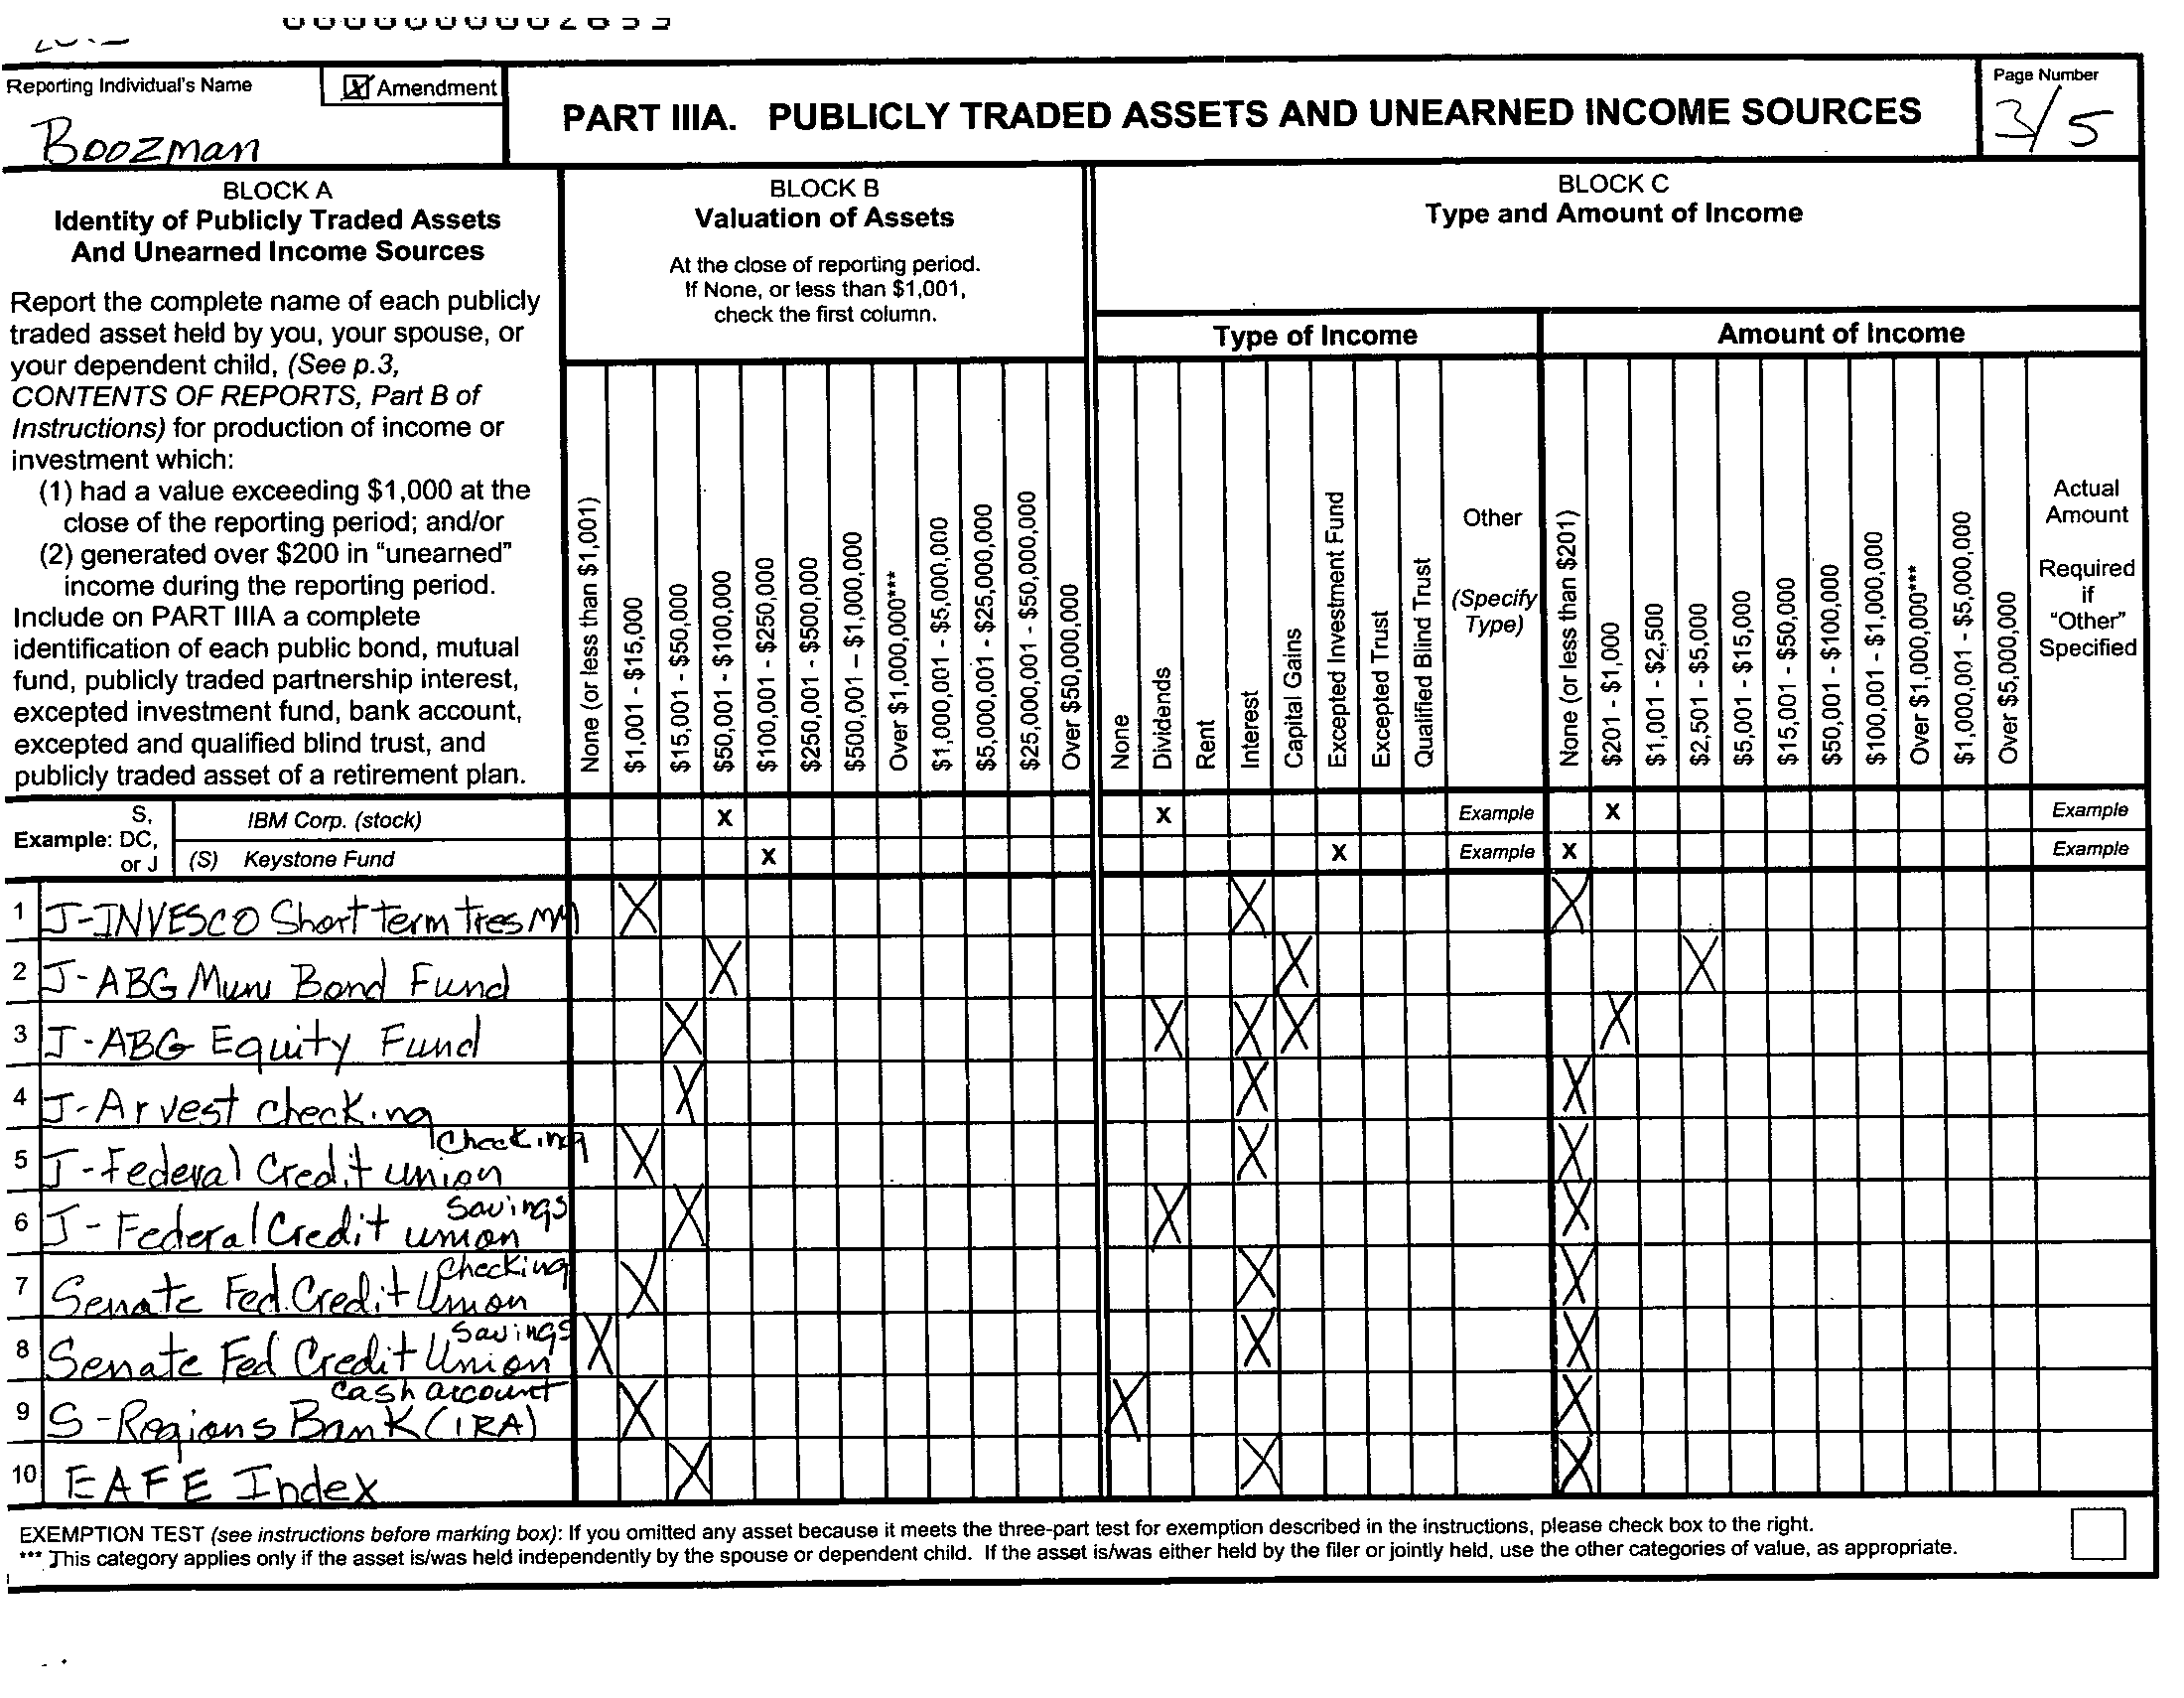 Reporting Individual's Name
X Amendment
Boozman
PART IIIA. PUBLICLY TRADED ASSETS AND UNEARNED INCOME SOURCES
Page Number
3/5
BLOCK A
Identity of Publicly Traded Assets
And Unearned Income Sources
Report the complete name of each publicly
traded asset held by you, your spouse, or
your dependent child, (See p.3,
CONTENTS OF REPORTS, Part B of
Instructions) for production of income or
investment which:
(1) had a value exceeding $1,000 at the
close of the reporting period; and/or
(2) generated over $200 in "unearned"
income during the reporting period.
Include on PART IIIA a complete
identification of each public bond, mutual
fund, publicly traded partnership interest,
excepted investment fund, bank account,
excepted and qualified blind trust, and
publicly traded asset of a retirement plan.
BLOCK B
Valuation of Assets
At the close of reporting period.
If None, or less than $1,001,
check the first column.
None (or less than $1,001)
$1,001 - $15,000
$15,001 - $50,000
$50,001 - $100,000
$100,001 - $250,000
$250,001 - $500,000
$500,001 – $1,000,000
Over $1,000,000***
$1,000,001 - $5,000,000
$5,000,001 - $25,000,000
$25,000,001 - $50,000,000
Over $50,000,000
BLOCK C
Type and Amount of Income
Type of Income
None
Dividends
Rent
Interest
Capital Gains
Excepted Investment Fund
Excepted Trust
Qualified Blind Trust
Other
(Specify
Type)
Amount of Income
None (or less than $201)
$201 - $1,000
$1,001 - $2,500
$2,501 - $5,000
$5,001 - $15,000
$15,001 - $50,000
$50,001 - $100,000
$100,001 - $1,000,000
Over $1,000,000***
$1,000,001 - $5,000,000
Over $5,000,000
Actual
Amount
Required
if
"Other"
Specified
Example: S, DC, or J
IBM Corp. (stock) X X Example X Example
(S) Keystone Fund X X Example X Example
1 J-INVESCO Short term Tres MM X X X
2 J-ABG Muni Bond Fund X X X
3 J-ABG Equity Fund X X X X X
4 J-Arvest checking X X X
5 J-Federal Credit union Checking X X X
6 J-Federal Credit union Savings X X X
7 Senate Fed. Credit Union Checking X X X
8 Senate Fed Credit Union Savings X X X
9 S-Regions Bank (IRA) cash account X X X
10 EAFE Index X X X
EXEMPTION TEST (see instructions before marking box): If you omitted any asset because it meets the three-part test for exemption described in the instructions, please check box to the right.
*** This category applies only if the asset is/was held independently by the spouse or dependent child. If the asset is/was either held by the filer or jointly held, use the other categories of value, as appropriate.